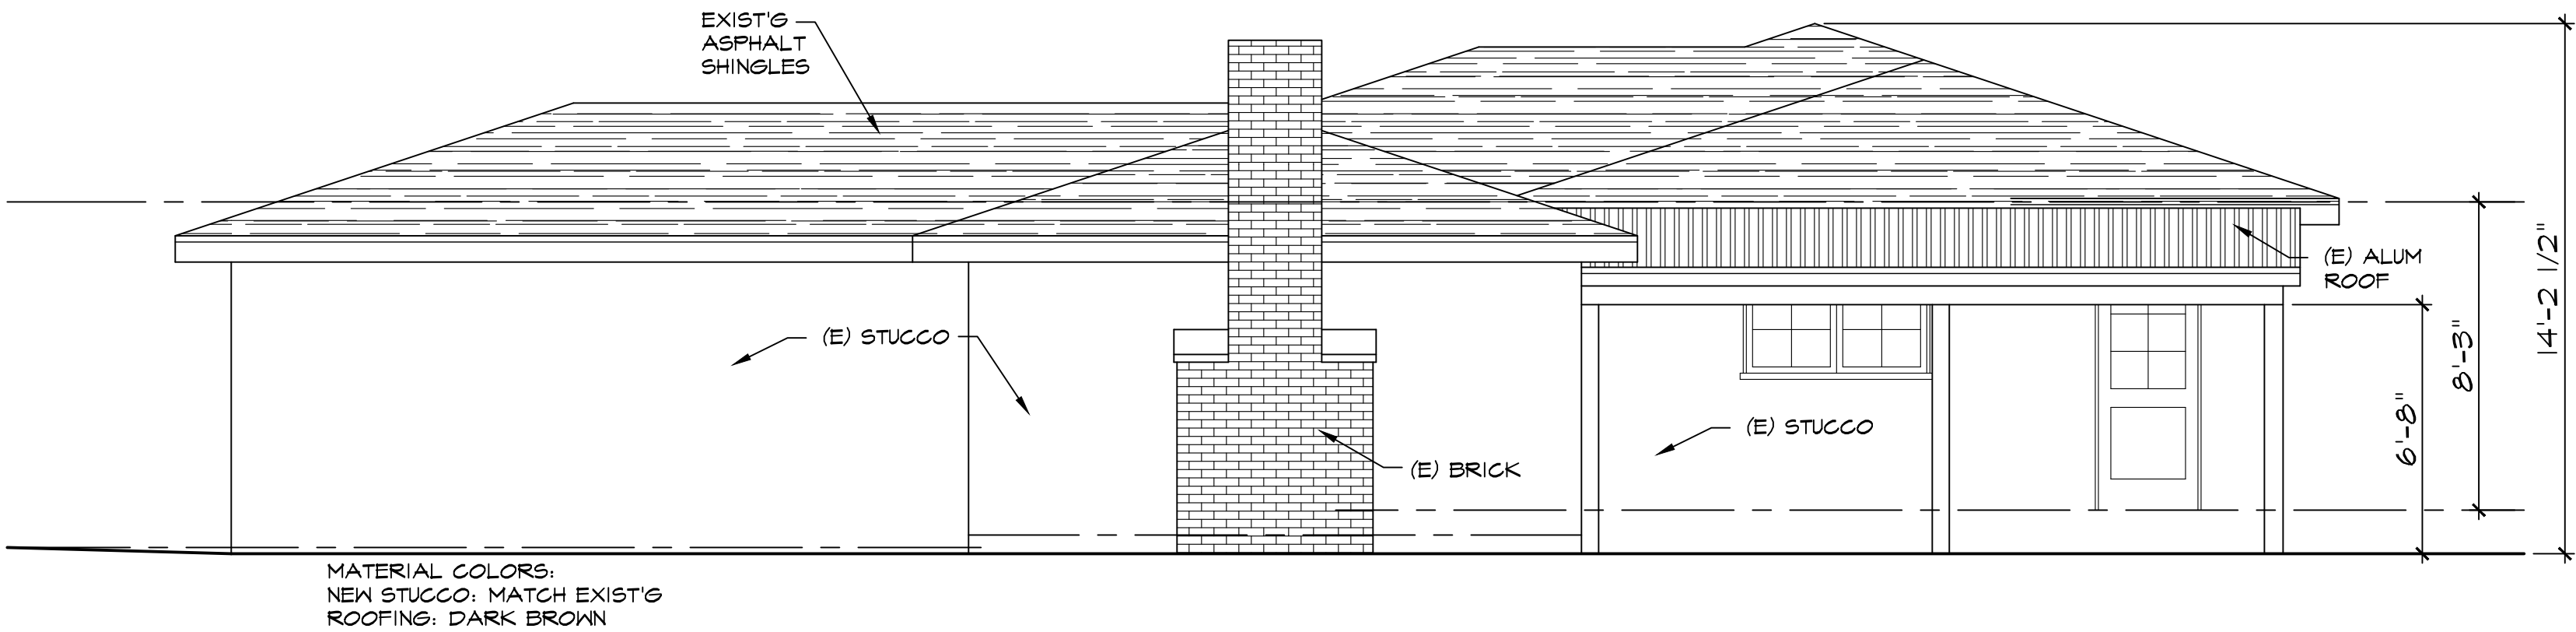 EXIST'G
ASPHALT
SHINGLES
(E) ALUM
ROOF
(E) STUCCO
(E) STUCCO
(E) BRICK
6'-8"
8'-3"
14'-2 1/2"
MATERIAL COLORS:
NEW STUCCO: MATCH EXIST'G
ROOFING: DARK BROWN